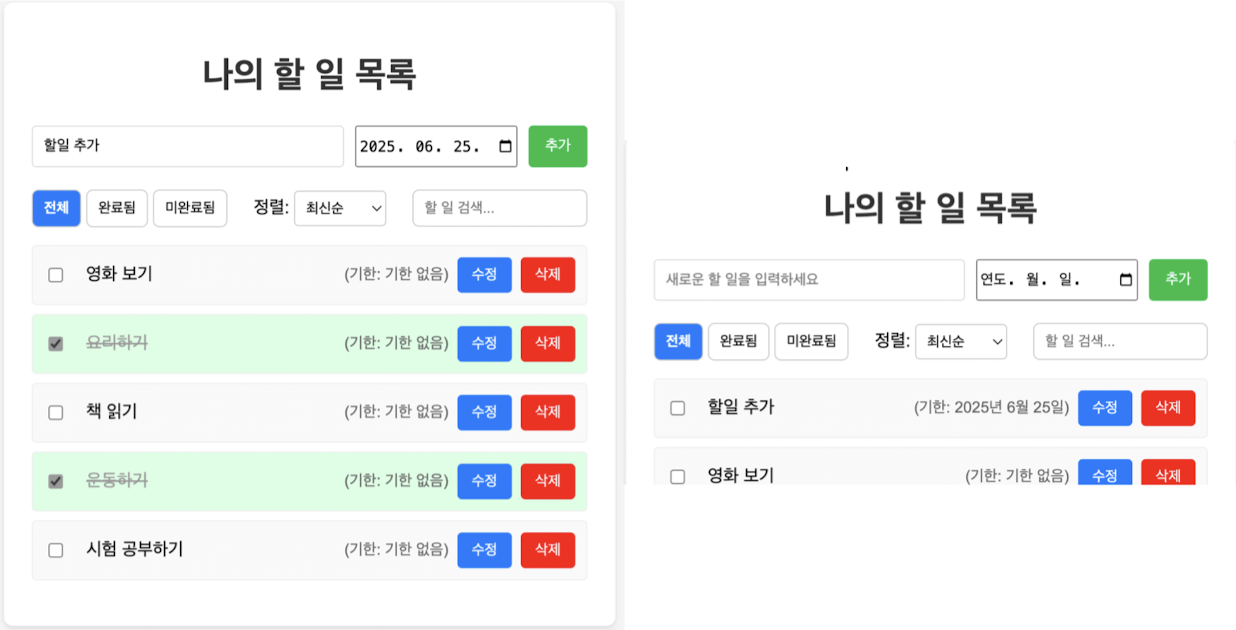 나의 할 일 목록
할일 추가 2025. 06. 25. 추가
전체 완료됨 미완료됨 정렬: 최신순 할 일 검색...
영화 보기 (기한: 기한 없음) 수정 삭제
요리하기 (기한: 기한 없음) 수정 삭제
책 읽기 (기한: 기한 없음) 수정 삭제
운동하기 (기한: 기한 없음) 수정 삭제
시험 공부하기 (기한: 기한 없음) 수정 삭제
나의 할 일 목록
새로운 할 일을 입력하세요 연도. 월. 일. 추가
전체 완료됨 미완료됨 정렬: 최신순 할 일 검색...
할일 추가 (기한: 2025년 6월 25일) 수정 삭제
영화 보기 (기한: 기한 없음) 수정 삭제